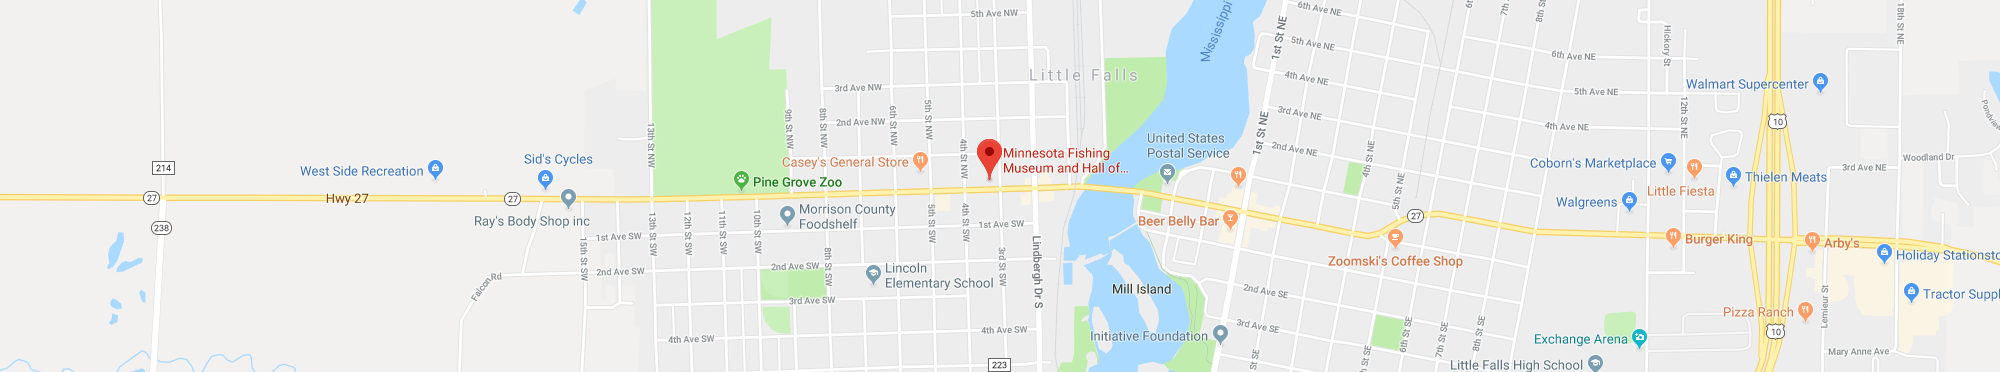 5th Ave NW
Mississippi
1st St NE
6th Ave NE
7th
8th St
18th St NE
Hickory St
5th Ave NE
6th Ave NE
Little Falls
4th Ave NE
Walmart Supercenter
5th Ave NE
3rd Ave NW
10
12th St NE
Pondview
9th St NW
8th St NW
6th St NW
5th St NW
2nd Ave NW
3rd Ave NE
4th Ave NE
13th St NW
4th St NW
1st St NE
4th St NE
United States
Postal Service
Minnesota Fishing
Museum and Hall of...
Sid's Cycles
Casey's General Store
Coborn's Marketplace
Woodland Dr
3rd Ave NE
214
West Side Recreation
Pine Grove Zoo
Little Fiesta
Thielen Meats
27
Hwy 27
27
Walgreens
5th St NE
27
Ray's Body Shop inc
Morrison County
Foodshelf
Beer Belly Bar
238
13th St SW
12th St SW
11th St SW
10th St SW
5th St SW
4th St SW
1st Ave SW
1st Ave SW
15th St SW
8th St SW
3rd St SW
Lindbergh Dr S
Burger King
Arby's
Holiday Stationsto
Zoomski's Coffee Shop
2nd Ave SW
2nd Ave SW
Lincoln
Elementary School
Falcon Rd
Mill Island
2nd Ave SE
Tractor Suppl
3rd Ave SW
Lemieur St
Pizza Ranch
4th Ave SW
4th Ave SW
Initiative Foundation
3rd Ave SE
6th St SE
7th St SE
8th St SE
Exchange Arena
10
223
St SE
Little Falls High School
Mary Anne Ave